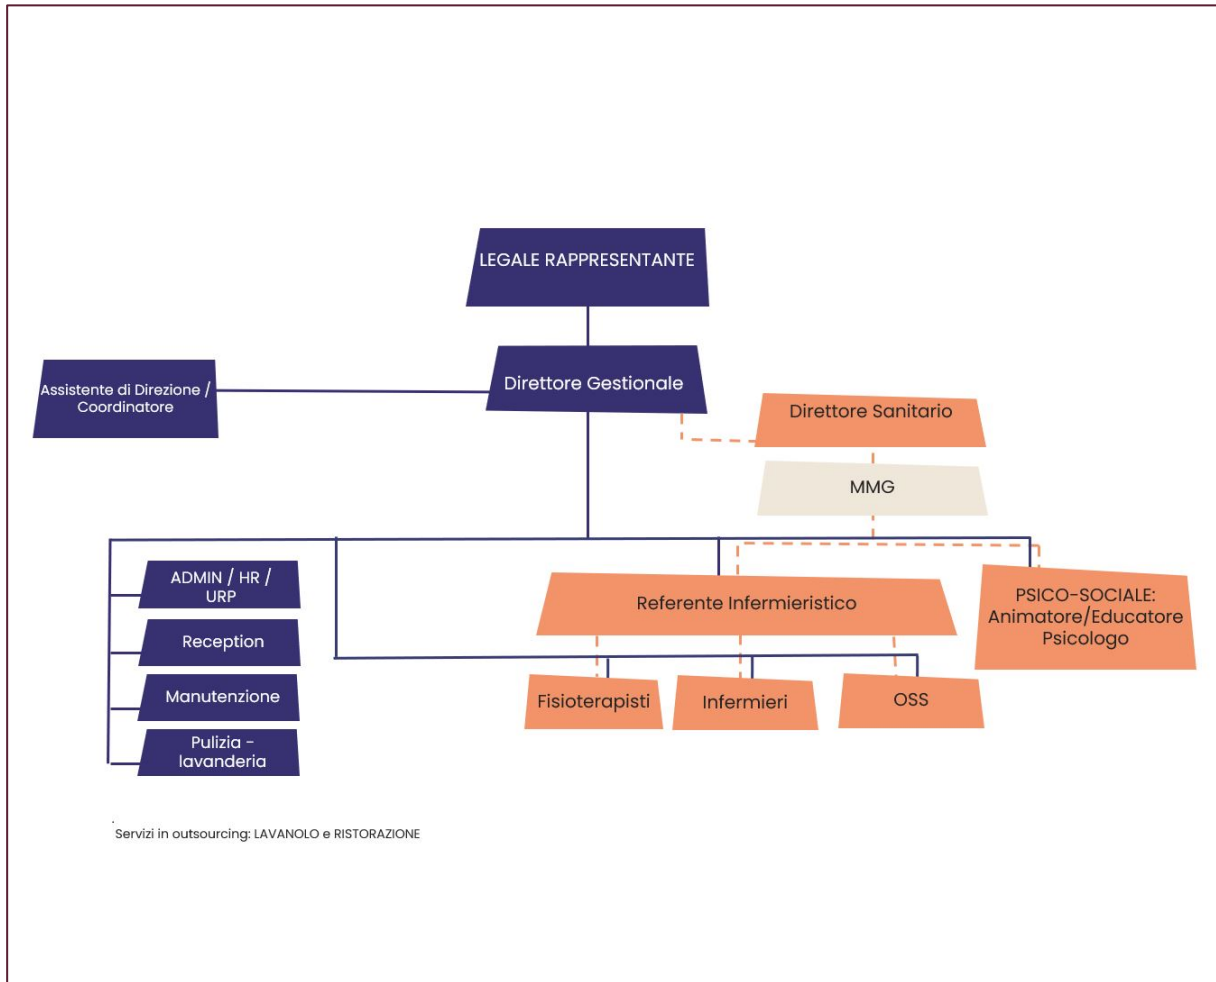 LEGALE RAPPRESENTANTE
Direttore Gestionale
Assistente di Direzione /
Coordinatore
Direttore Sanitario
MMG
ADMIN / HR /
URP
Reception
Manutenzione
Pulizia -
lavanderia
Referente Infermieristico
PSICO-SOCIALE:
Animatore/Educatore
Psicologo
Fisioterapisti
Infermieri
OSS
.
Servizi in outsourcing: LAVANOLO e RISTORAZIONE